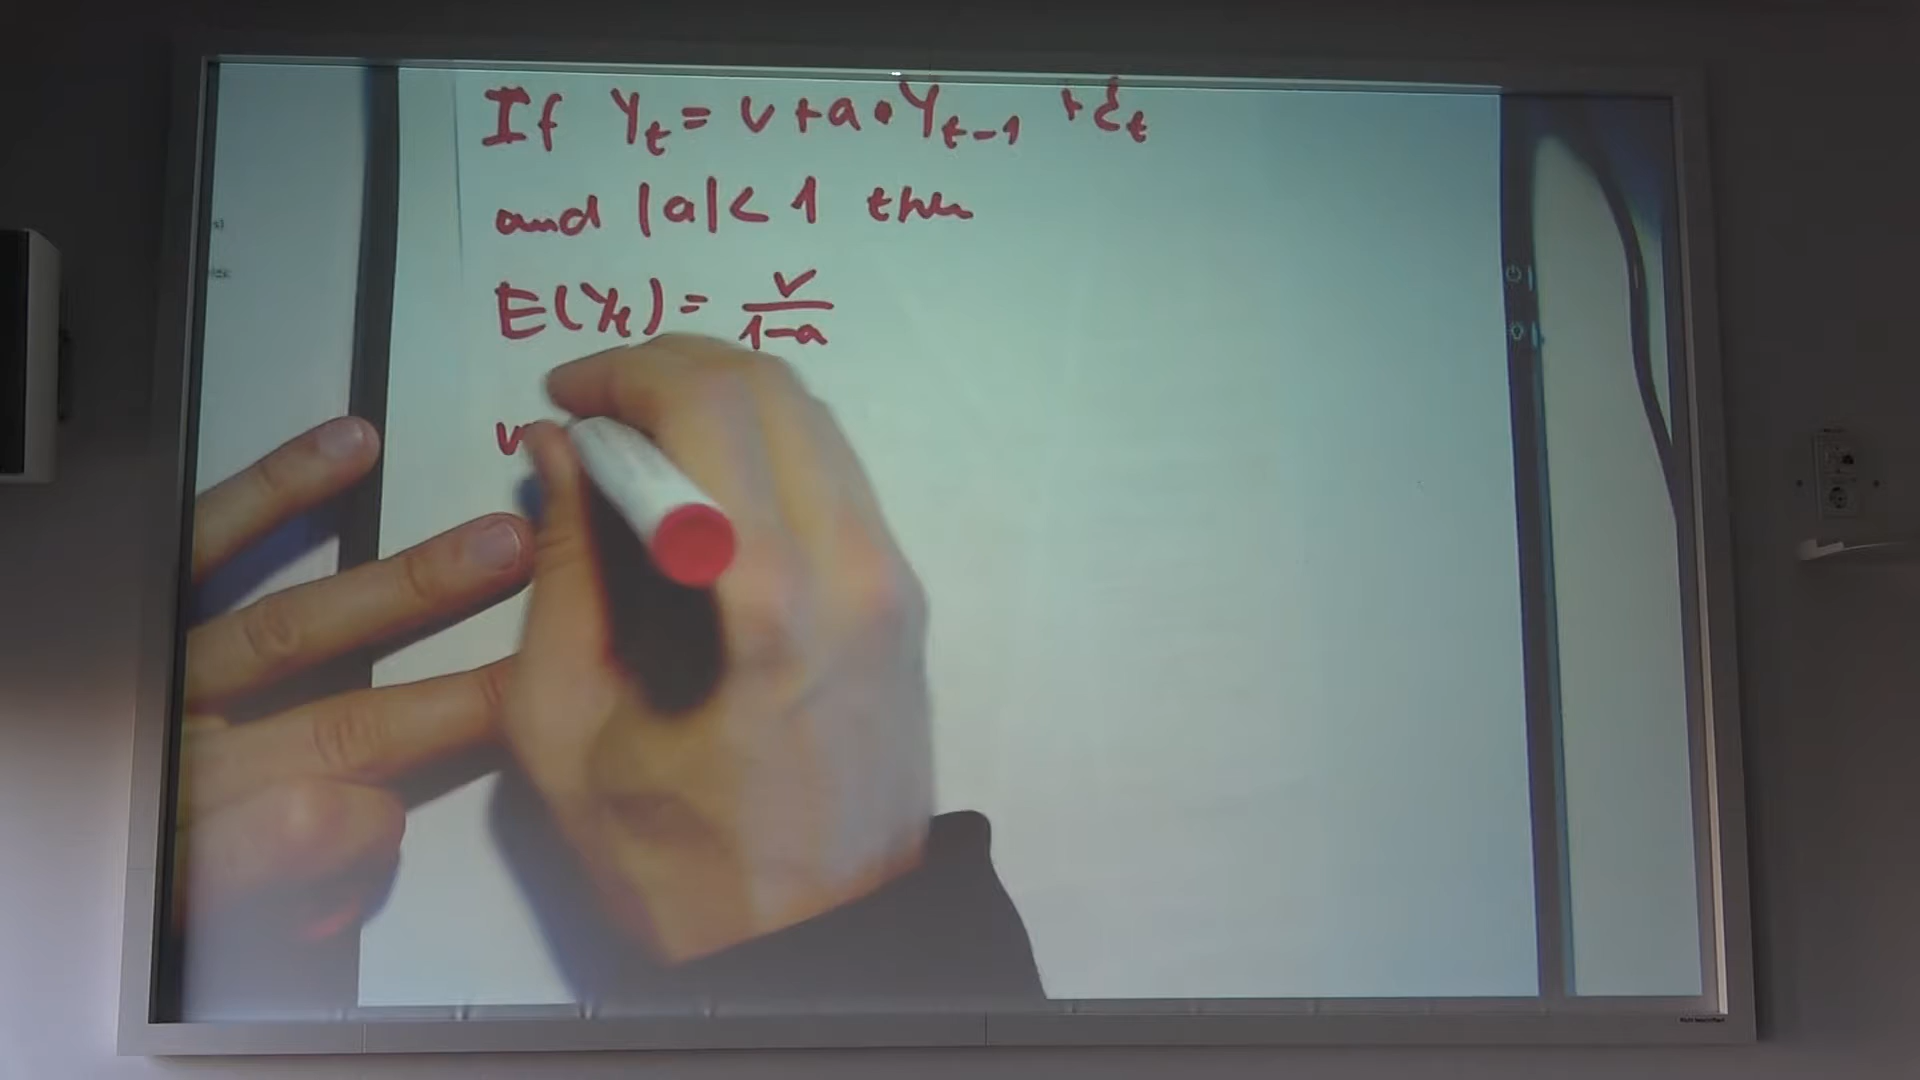 If Yₜ = v + a • Yₜ₋₁ + εₜ
and |a| < 1 then
E(Yₜ) = v / (1-a)
v